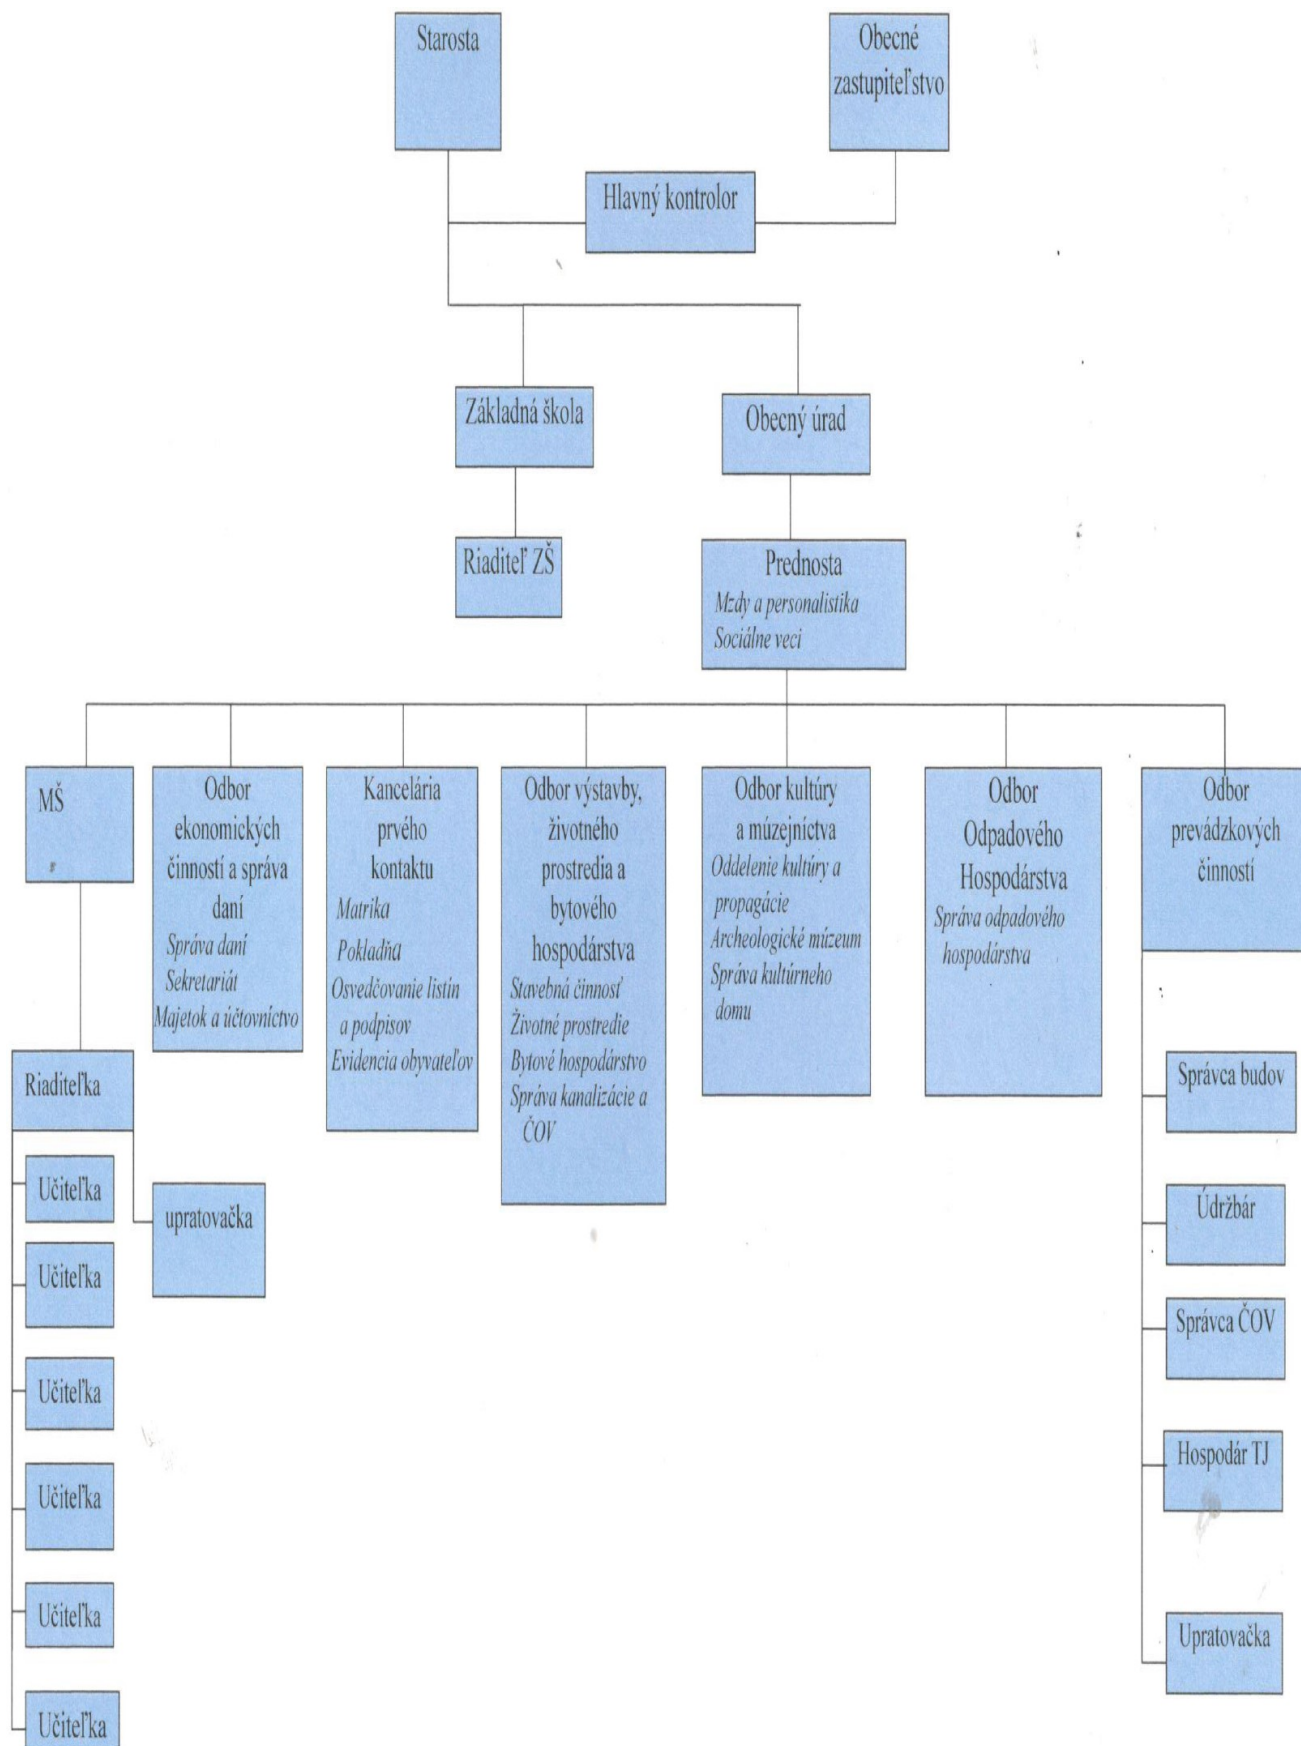 Starosta
Obecné
zastupiteľstvo
Hlavný kontrolor
Základná škola
Obecný úrad
Riaditeľ ZŠ
Prednosta
Mzdy a personalistika
Sociálne veci
MŠ
Odbor
ekonomických
činností a správa
daní
Správa daní
Sekretariát
Majetok a účtovníctvo
Kancelária
prvého
kontaktu
Matrika
Pokladňa
Osvedčovanie listín
a podpisov
Evidencia obyvateľov
Odbor výstavby,
životného
prostredia a
bytového
hospodárstva
Stavebná činnosť
Životné prostredie
Bytové hospodárstvo
Správa kanalizácie a
ČOV
Odbor kultúry
a múzejníctva
Oddelenie kultúry a
propagácie
Archeologické múzeum
Správa kultúrneho
domu
Odbor
Odpadového
Hospodárstva
Správa odpadového
hospodárstva
Odbor
prevádzkových
činností
Riaditeľka
Učiteľka
Učiteľka
Učiteľka
Učiteľka
Učiteľka
Učiteľka
upratovačka
Správca budov
Údržbár
Správca ČOV
Hospodár TJ
Upratovačka